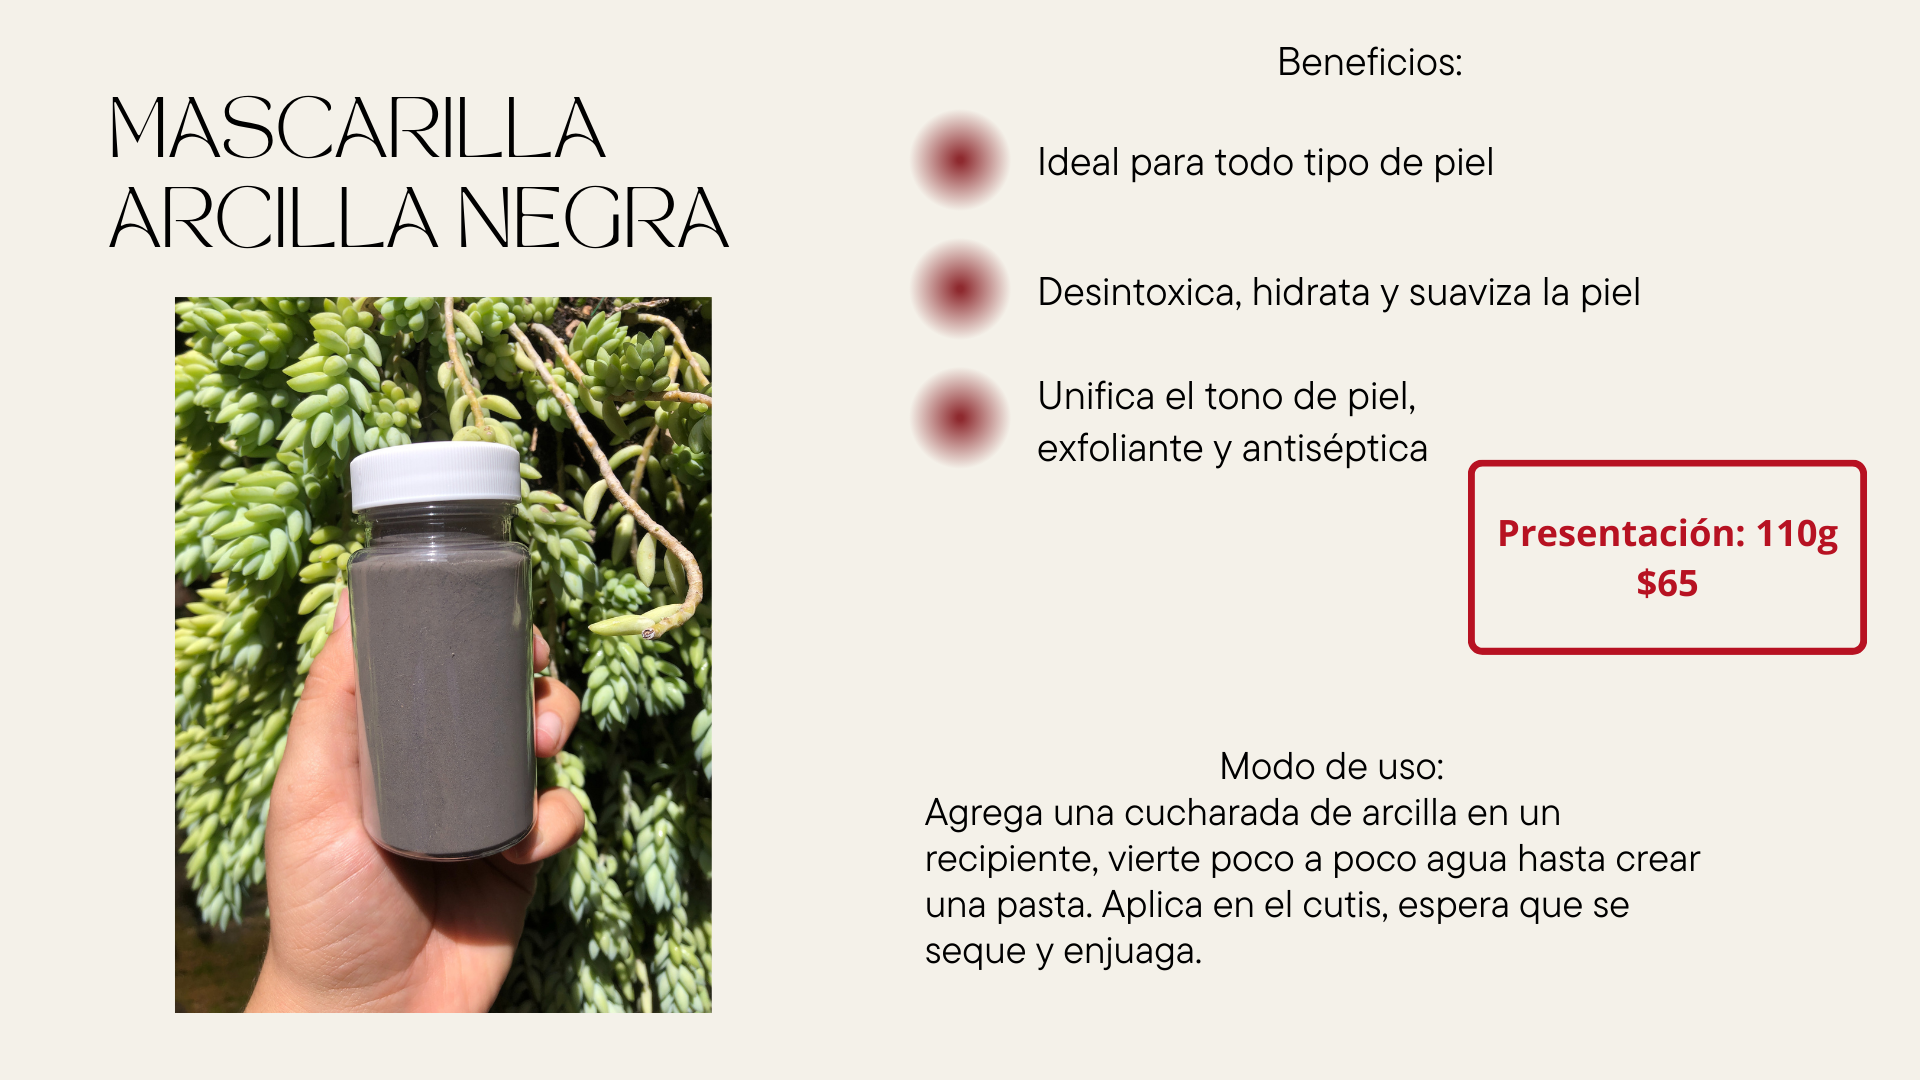 MASCARILLA
ARCILLA NEGRA
Beneficios:
Ideal para todo tipo de piel
Desintoxica, hidrata y suaviza la piel
Unifica el tono de piel,
exfoliante y antiséptica
Presentación: 110g
$65
Modo de uso:
Agrega una cucharada de arcilla en un
recipiente, vierte poco a poco agua hasta crear
una pasta. Aplica en el cutis, espera que se
seque y enjuaga.